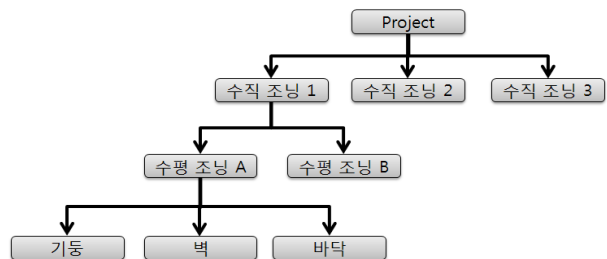 Project
수직 조닝 1
수직 조닝 2
수직 조닝 3
수평 조닝 A
수평 조닝 B
기둥
벽
바닥